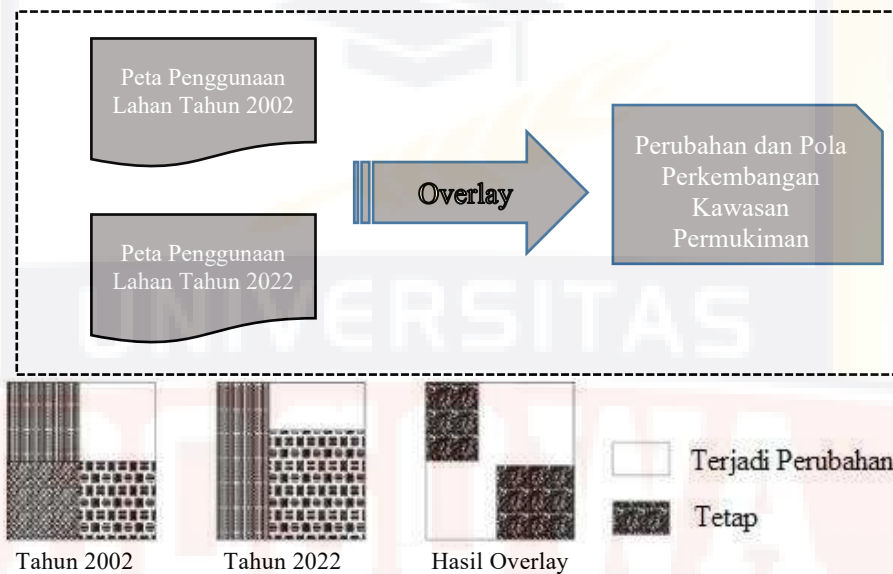 Peta Penggunaan
Lahan Tahun 2002
Overlay
Perubahan dan Pola
Perkembangan
Kawasan
Permukiman
Peta Penggunaan
Lahan Tahun 2022
UNIVERSITAS
Terjadi Perubahan
Tetap
Tahun 2002
Tahun 2022
Hasil Overlay